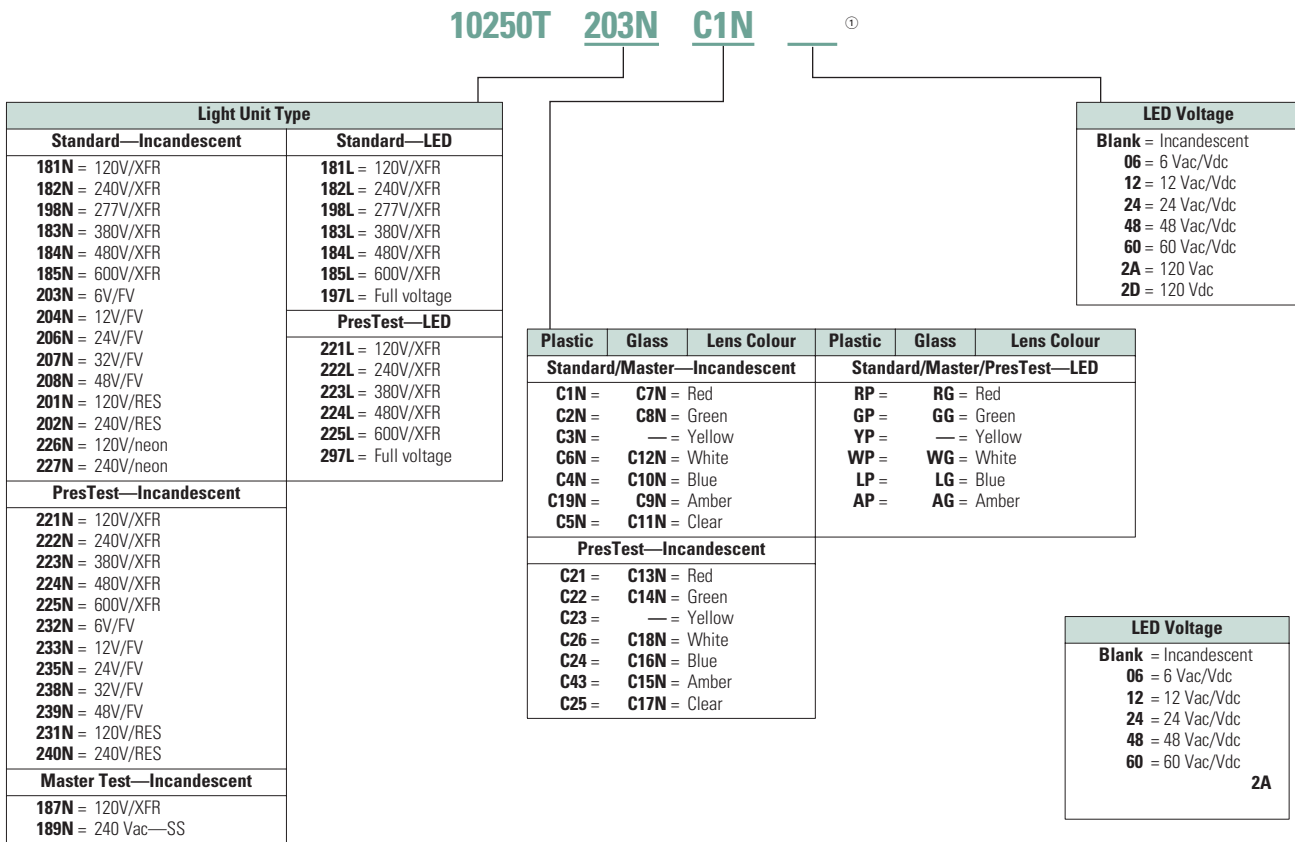 10250T 203N C1N ①
Light Unit Type
Standard—Incandescent
181N = 120V/XFR
182N = 240V/XFR
198N = 277V/XFR
183N = 380V/XFR
184N = 480V/XFR
185N = 600V/XFR
203N = 6V/FV
204N = 12V/FV
206N = 24V/FV
207N = 32V/FV
208N = 48V/FV
201N = 120V/RES
202N = 240V/RES
226N = 120V/neon
227N = 240V/neon
PresTest—Incandescent
221N = 120V/XFR
222N = 240V/XFR
223N = 380V/XFR
224N = 480V/XFR
225N = 600V/XFR
232N = 6V/FV
233N = 12V/FV
235N = 24V/FV
238N = 32V/FV
239N = 48V/FV
231N = 120V/RES
240N = 240V/RES
Master Test—Incandescent
187N = 120V/XFR
189N = 240 Vac—SS
Standard—LED
181L = 120V/XFR
182L = 240V/XFR
198L = 277V/XFR
183L = 380V/XFR
184L = 480V/XFR
185L = 600V/XFR
197L = Full voltage
PresTest—LED
221L = 120V/XFR
222L = 240V/XFR
223L = 380V/XFR
224L = 480V/XFR
225L = 600V/XFR
297L = Full voltage
Plastic Glass Lens Colour
Standard/Master—Incandescent
C1N = C7N = Red
C2N = C8N = Green
C3N = — = Yellow
C6N = C12N = White
C4N = C10N = Blue
C19N = C9N = Amber
C5N = C11N = Clear
PresTest—Incandescent
C21 = C13N = Red
C22 = C14N = Green
C23 = — = Yellow
C26 = C18N = White
C24 = C16N = Blue
C43 = C15N = Amber
C25 = C17N = Clear
Plastic Glass Lens Colour
Standard/Master/PresTest—LED
RP = RG = Red
GP = GG = Green
YP = — = Yellow
WP = WG = White
LP = LG = Blue
AP = AG = Amber
LED Voltage
Blank = Incandescent
06 = 6 Vac/Vdc
12 = 12 Vac/Vdc
24 = 24 Vac/Vdc
48 = 48 Vac/Vdc
60 = 60 Vac/Vdc
2A = 120 Vac
2D = 120 Vdc
LED Voltage
Blank = Incandescent
06 = 6 Vac/Vdc
12 = 12 Vac/Vdc
24 = 24 Vac/Vdc
48 = 48 Vac/Vdc
60 = 60 Vac/Vdc
2A